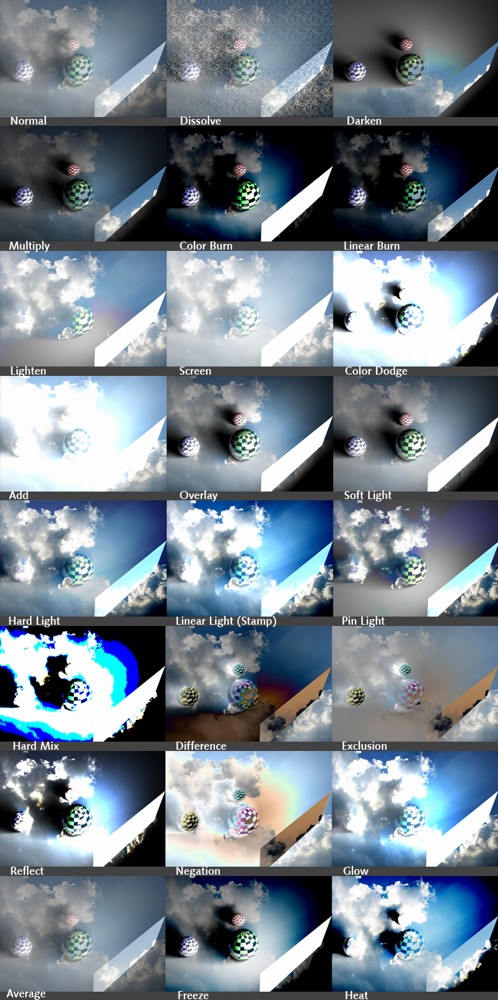 Normal Dissolve Darken
Multiply Color Burn Linear Burn
Lighten Screen Color Dodge
Add Overlay Soft Light
Hard Light Linear Light (Stamp) Pin Light
Hard Mix Difference Exclusion
Reflect Negation Glow
Average Freeze Heat